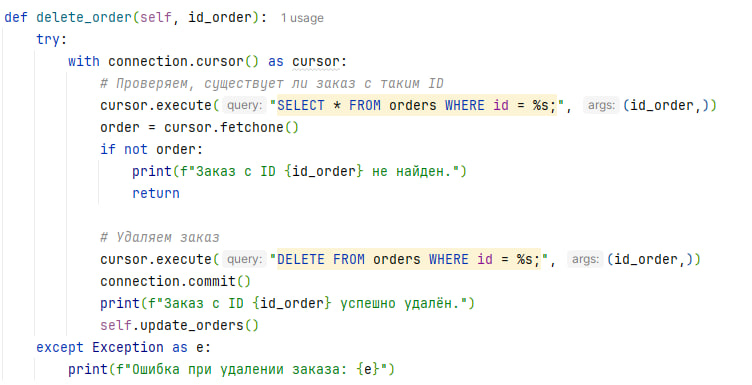 def delete_order(self, id_order): 1 usage
try:
with connection.cursor() as cursor:
# Проверяем, существует ли заказ с таким ID
cursor.execute( query: "SELECT * FROM orders WHERE id = %s;", args: (id_order,))
order = cursor.fetchone()
if not order:
print(f"Заказ с ID {id_order} не найден.")
return
# Удаляем заказ
cursor.execute( query: "DELETE FROM orders WHERE id = %s;", args: (id_order,))
connection.commit()
print(f"Заказ с ID {id_order} успешно удалён.")
self.update_orders()
except Exception as e:
print(f"Ошибка при удалении заказа: {e}")